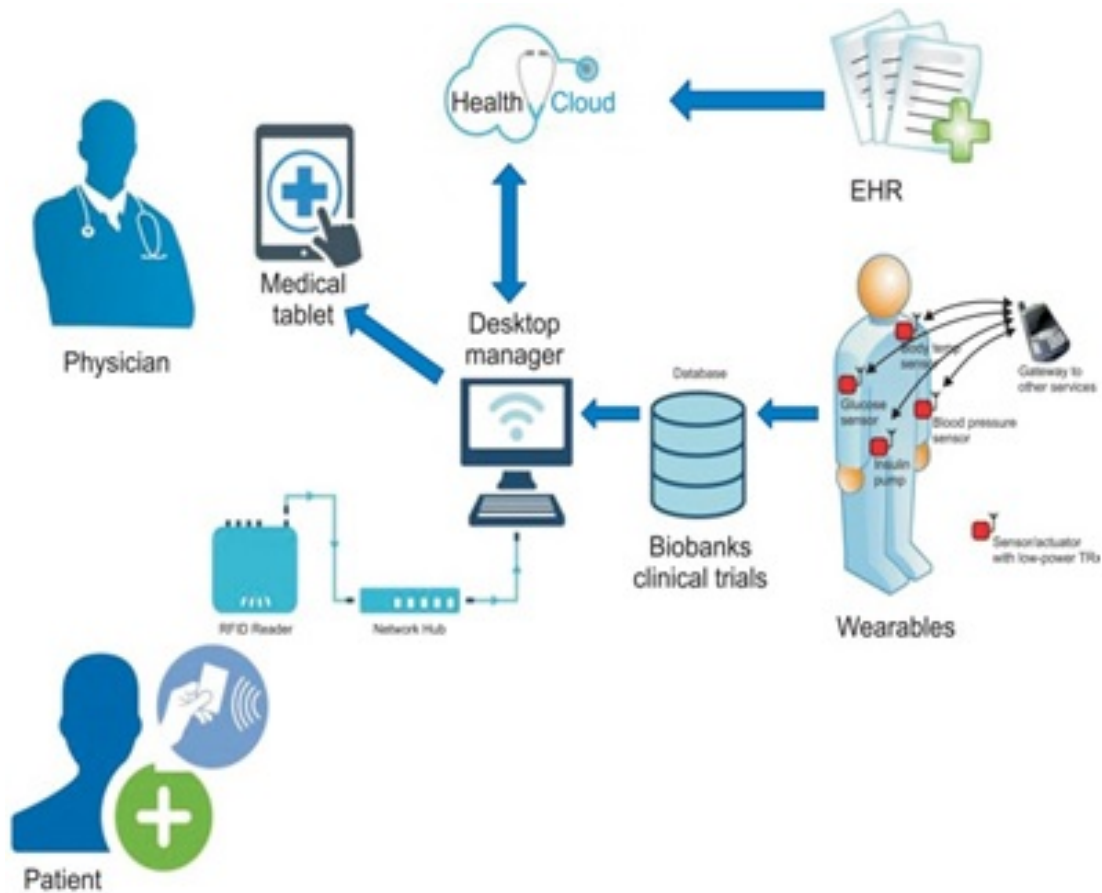 Health Cloud
EHR
Medical
tablet
Physician
Desktop
manager
Database
Biobanks
clinical trials
Body temp
sensor
Gateway to
other services
Glucose
sensor
Blood pressure
sensor
Insulin
pump
Sensor/actuator
with low-power TRx
Wearables
RFID Reader
Network Hub
Patient